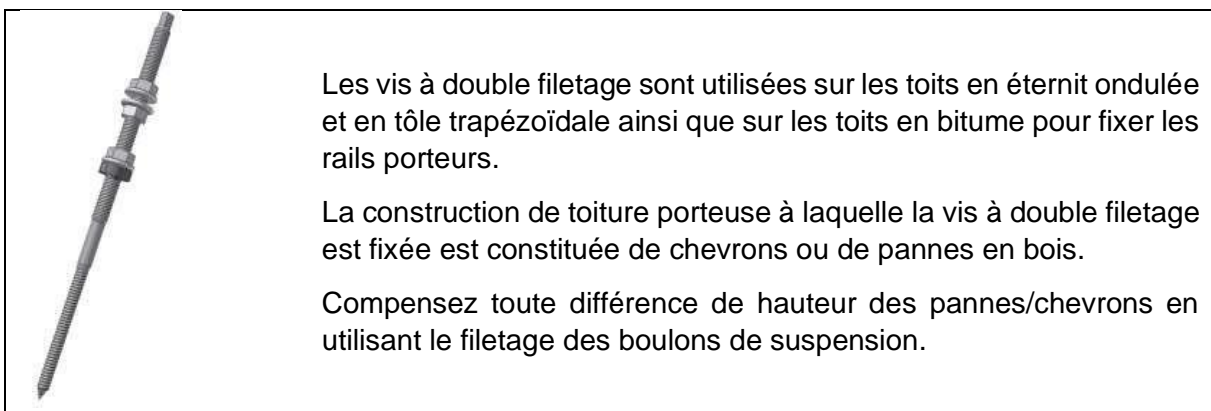 Les vis à double filetage sont utilisées sur les toits en éternit ondulée
et en tôle trapézoïdale ainsi que sur les toits en bitume pour fixer les
rails porteurs.
La construction de toiture porteuse à laquelle la vis à double filetage
est fixée est constituée de chevrons ou de pannes en bois.
Compensez toute différence de hauteur des pannes/chevrons en
utilisant le filetage des boulons de suspension.